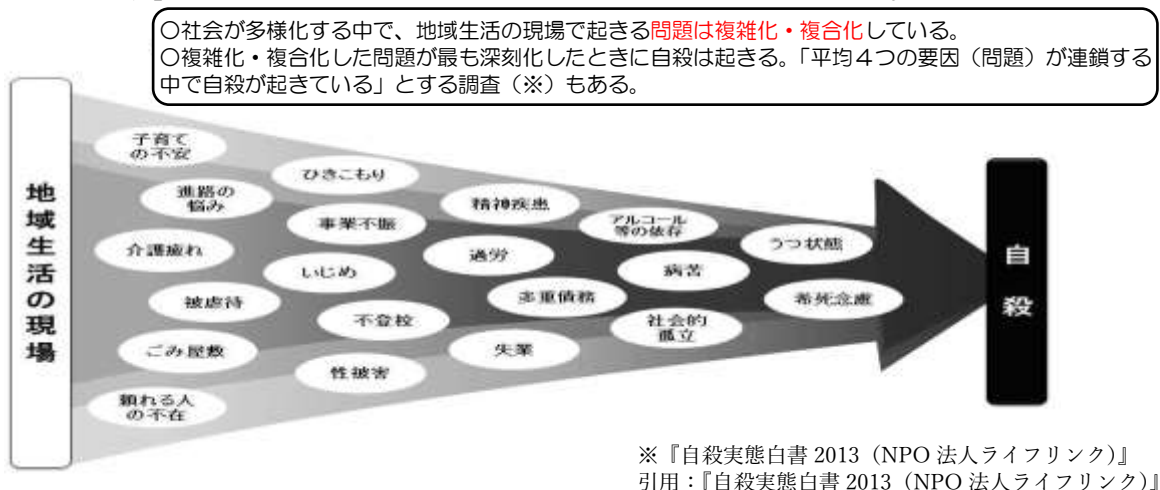 〇社会が多様化する中で、地域生活の現場で起きる問題は複雑化・複合化している。
〇複雑化・複合化した問題が最も深刻化したときに自殺は起きる。「平均４つの要因（問題）が連鎖する
中で自殺が起きている」とする調査（※）もある。
地域生活の現場
子育て
の不安
進路の
悩み
介護疲れ
被虐待
ごみ屋敷
頼れる人
の不在
ひきこもり
事業不振
いじめ
不登校
性被害
精神疾患
過労
多重債務
失業
アルコール
等の依存
病苦
社会的
孤立
うつ状態
希死念慮
自殺
※『自殺実態白書 2013（NPO 法人ライフリンク）』
引用：『自殺実態白書 2013（NPO 法人ライフリンク）』